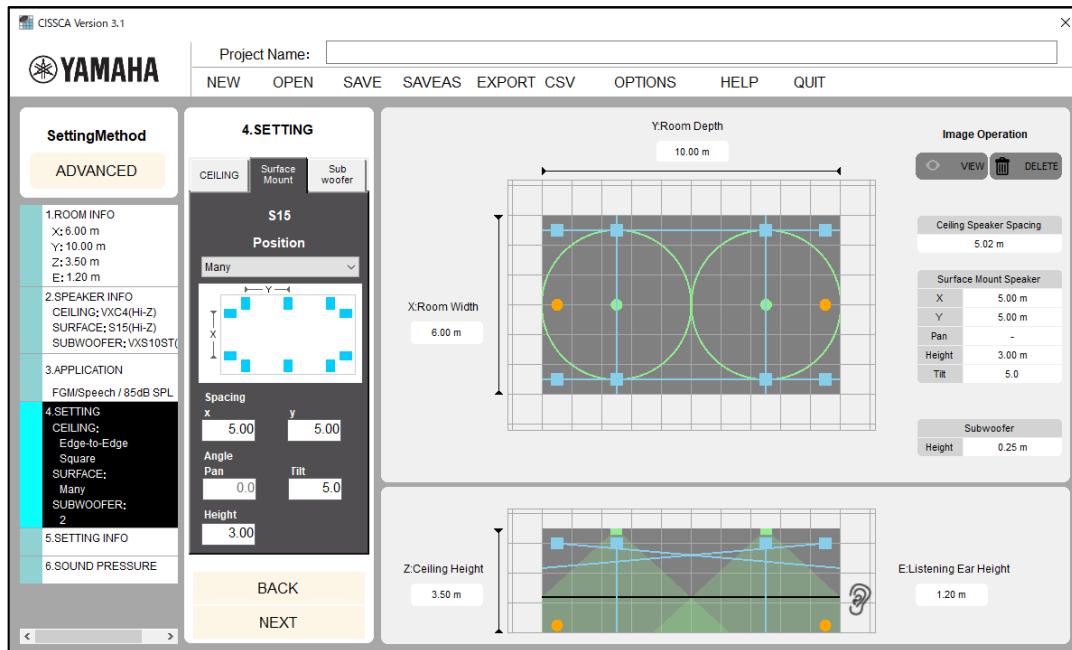 CISSCA Version 3.1
YAMAHA
Project Name:
NEW OPEN SAVE SAVEAS EXPORT CSV OPTIONS HELP QUIT
SettingMethod
ADVANCED
1.ROOM INFO
X: 6.00 m
Y: 10.00 m
Z: 3.50 m
E: 1.20 m
2.SPEAKER INFO
CEILING: VXC4(Hi-Z)
SURFACE: S15(Hi-Z)
SUBWOOFER: VXS10ST(
3.APPLICATION
FGM/Speech / 85dB SPL
4.SETTING
CEILING:
Edge-to-Edge
Square
SURFACE:
Many
SUBWOOFER:
2
5.SETTING INFO
6.SOUND PRESSURE
4.SETTING
CEILING
Surface
Mount
Sub
woofer
S15
Position
Many
Y
X
Spacing
x y
5.00 5.00
Angle
Pan Tilt
0.0 5.0
Height
3.00
BACK
NEXT
Y:Room Depth
10.00 m
X:Room Width
6.00 m
Image Operation
VIEW DELETE
Ceiling Speaker Spacing
5.02 m
Surface Mount Speaker
X 5.00 m
Y 5.00 m
Pan -
Height 3.00 m
Tilt 5.0
Subwoofer
Height 0.25 m
Z:Ceiling Height
3.50 m
E:Listening Ear Height
1.20 m